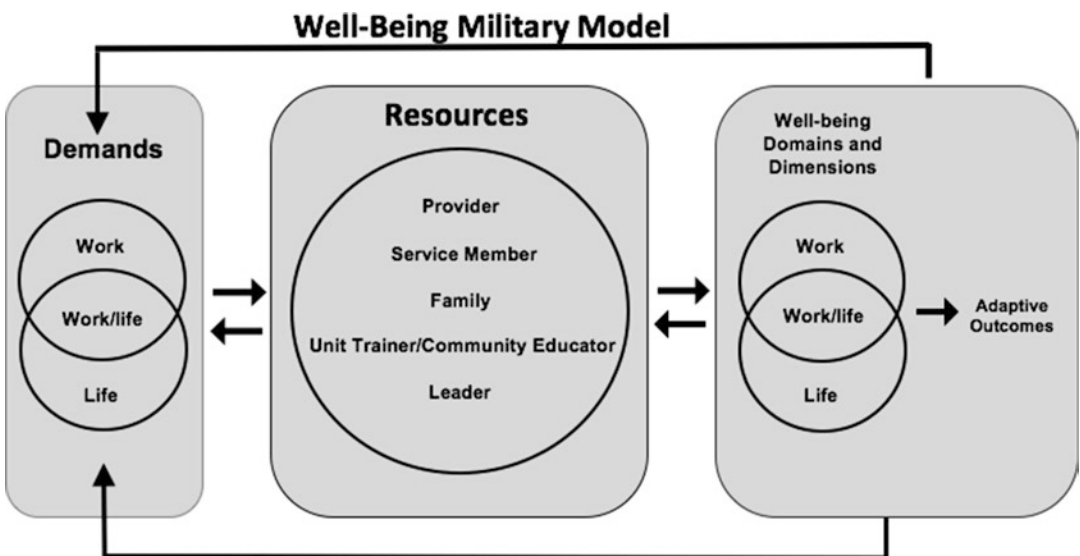 Well-Being Military Model
Demands
Work
Work/life
Life
Resources
Provider
Service Member
Family
Unit Trainer/Community Educator
Leader
Well-being
Domains and
Dimensions
Work
Work/life
Life
Adaptive
Outcomes